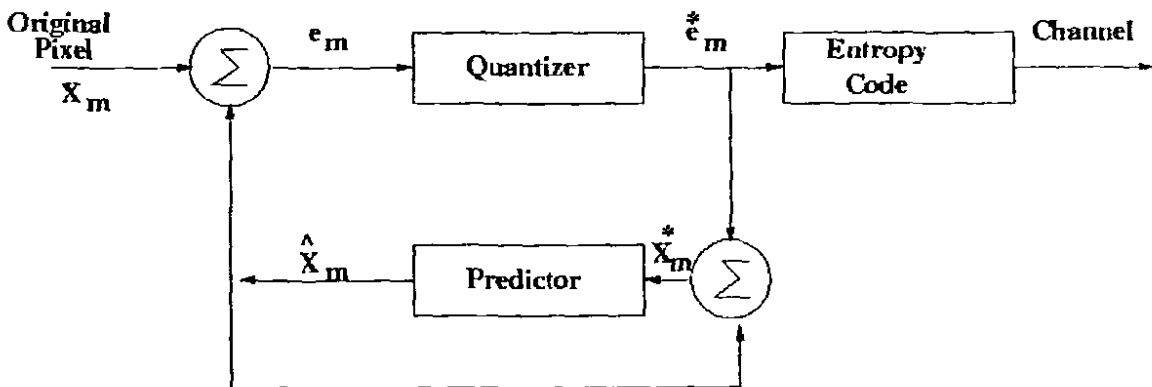 Original
Pixel
X m
Σ
e m
Quantizer
e* m
Entropy
Code
Channel
X̂ m
Predictor
X* m
Σ